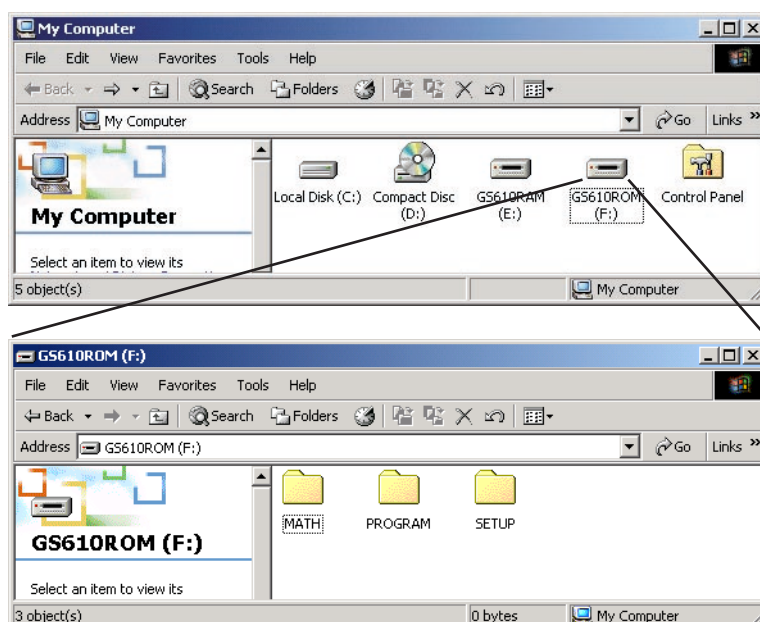 My Computer
File Edit View Favorites Tools Help
Back Search Folders
Address My Computer Go Links »
My Computer
Select an item to view its
Local Disk (C:) Compact Disc (D:) GS610RAM (E:) GS610ROM (F:) Control Panel
5 object(s) My Computer
GS610ROM (F:)
File Edit View Favorites Tools Help
Back Search Folders
Address GS610ROM (F:) Go Links »
GS610ROM (F:)
Select an item to view its
MATH PROGRAM SETUP
3 object(s) 0 bytes My Computer